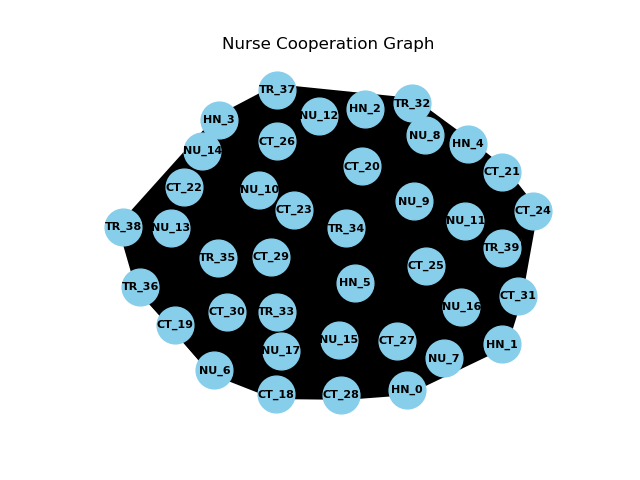 Nurse Cooperation Graph
TR_37
TR_32
HN_2
NU_12
HN_3
NU_8
CT_26
HN_4
NU_14
CT_20
CT_21
CT_22
NU_10
NU_9
CT_23
CT_24
NU_11
TR_38
NU_13
TR_34
TR_39
TR_35
CT_29
CT_25
HN_5
TR_36
CT_31
NU_16
CT_30
TR_33
CT_19
NU_15
CT_27
HN_1
NU_17
NU_7
NU_6
HN_0
CT_18
CT_28